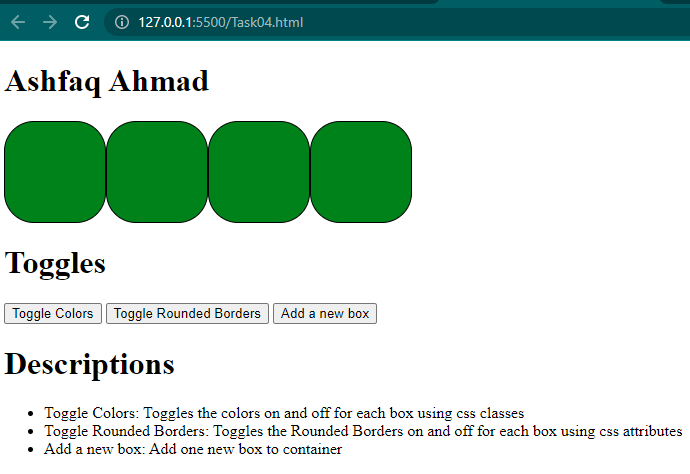 127.0.0.1:5500/Task04.html
Ashfaq Ahmad
Toggles
Toggle Colors Toggle Rounded Borders Add a new box
Descriptions
Toggle Colors: Toggles the colors on and off for each box using css classes
Toggle Rounded Borders: Toggles the Rounded Borders on and off for each box using css attributes
Add a new box: Add one new box to container